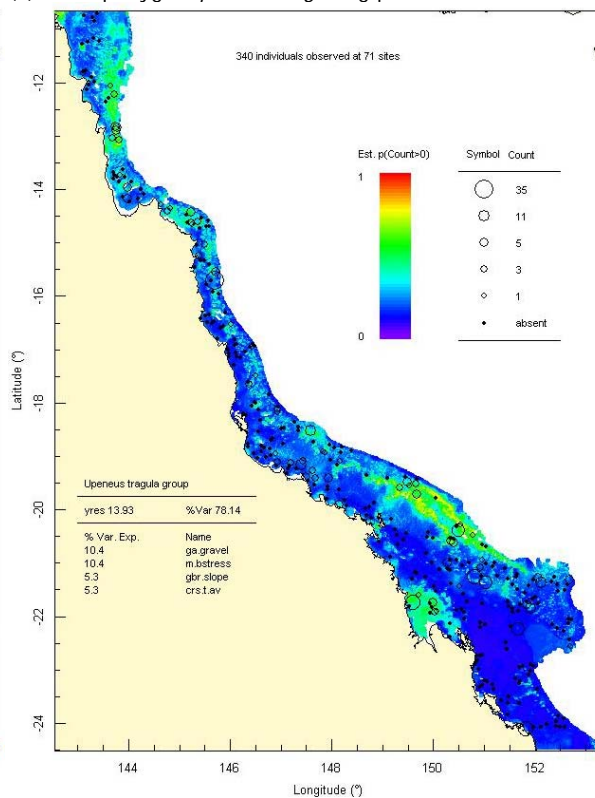 340 individuals observed at 71 sites
Est. p(Count>0)
1
0
Symbol Count
35
11
5
3
1
absent
Upeneus tragula group
yres 13.93 %Var 78.14
% Var. Exp. Name
10.4 ga.gravel
10.4 m.bstress
5.3 gbr.slope
5.3 crs.t.av
-12
-14
-16
-18
-20
-22
-24
Latitude (°)
144 146 148 150 152
Longitude (°)